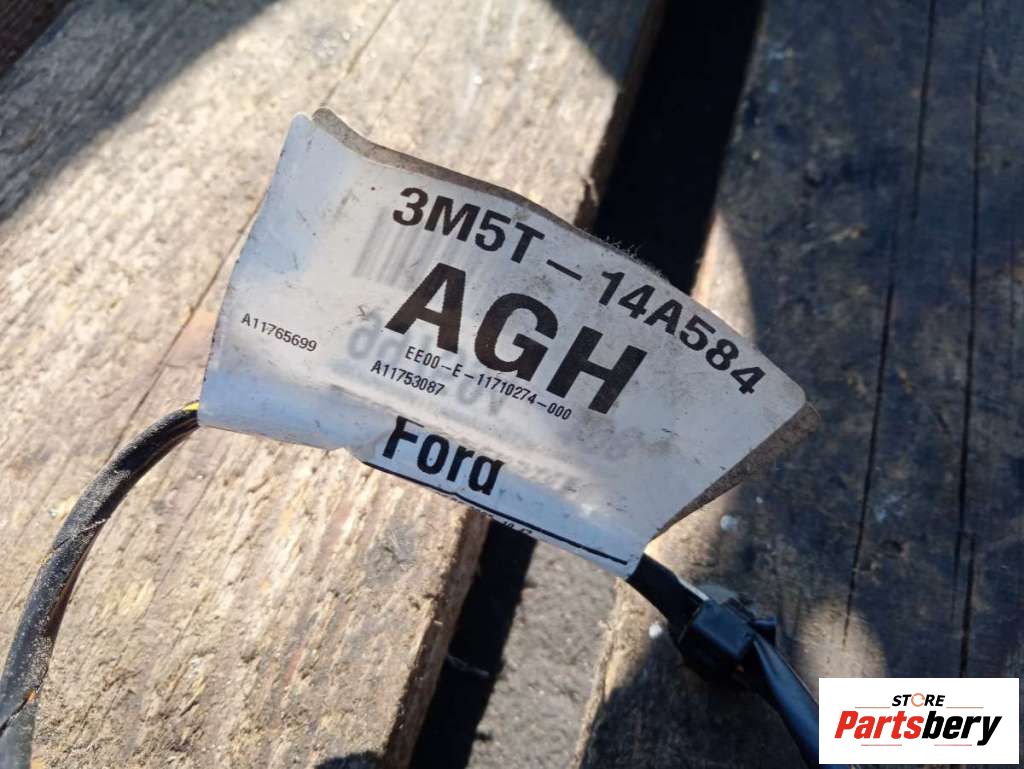 3M5T-14A584
AGH
A11765699
EE00-E-11710274-000
A11753087
Ford
STORE
Partsbery